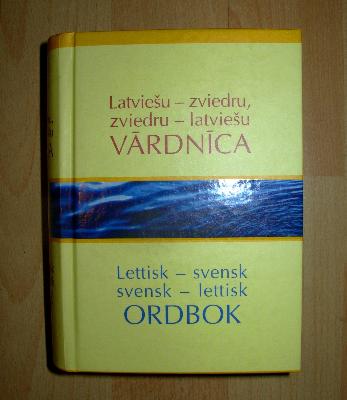 Latviešu – zviedru,
zviedru – latviešu
VĀRDNĪCA
Lettisk – svensk
svensk – lettisk
ORDBOK